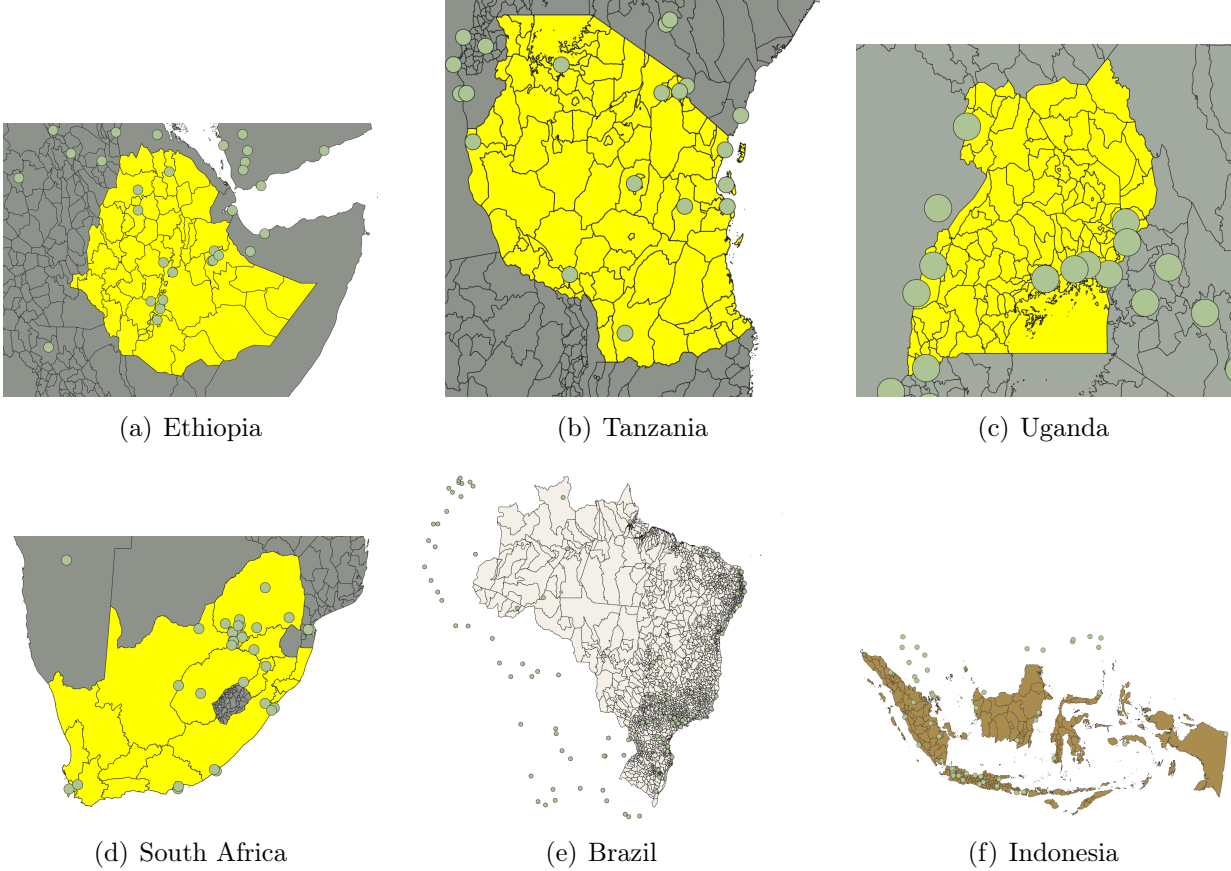 (a) Ethiopia
(b) Tanzania
(c) Uganda
(d) South Africa
(e) Brazil
(f) Indonesia